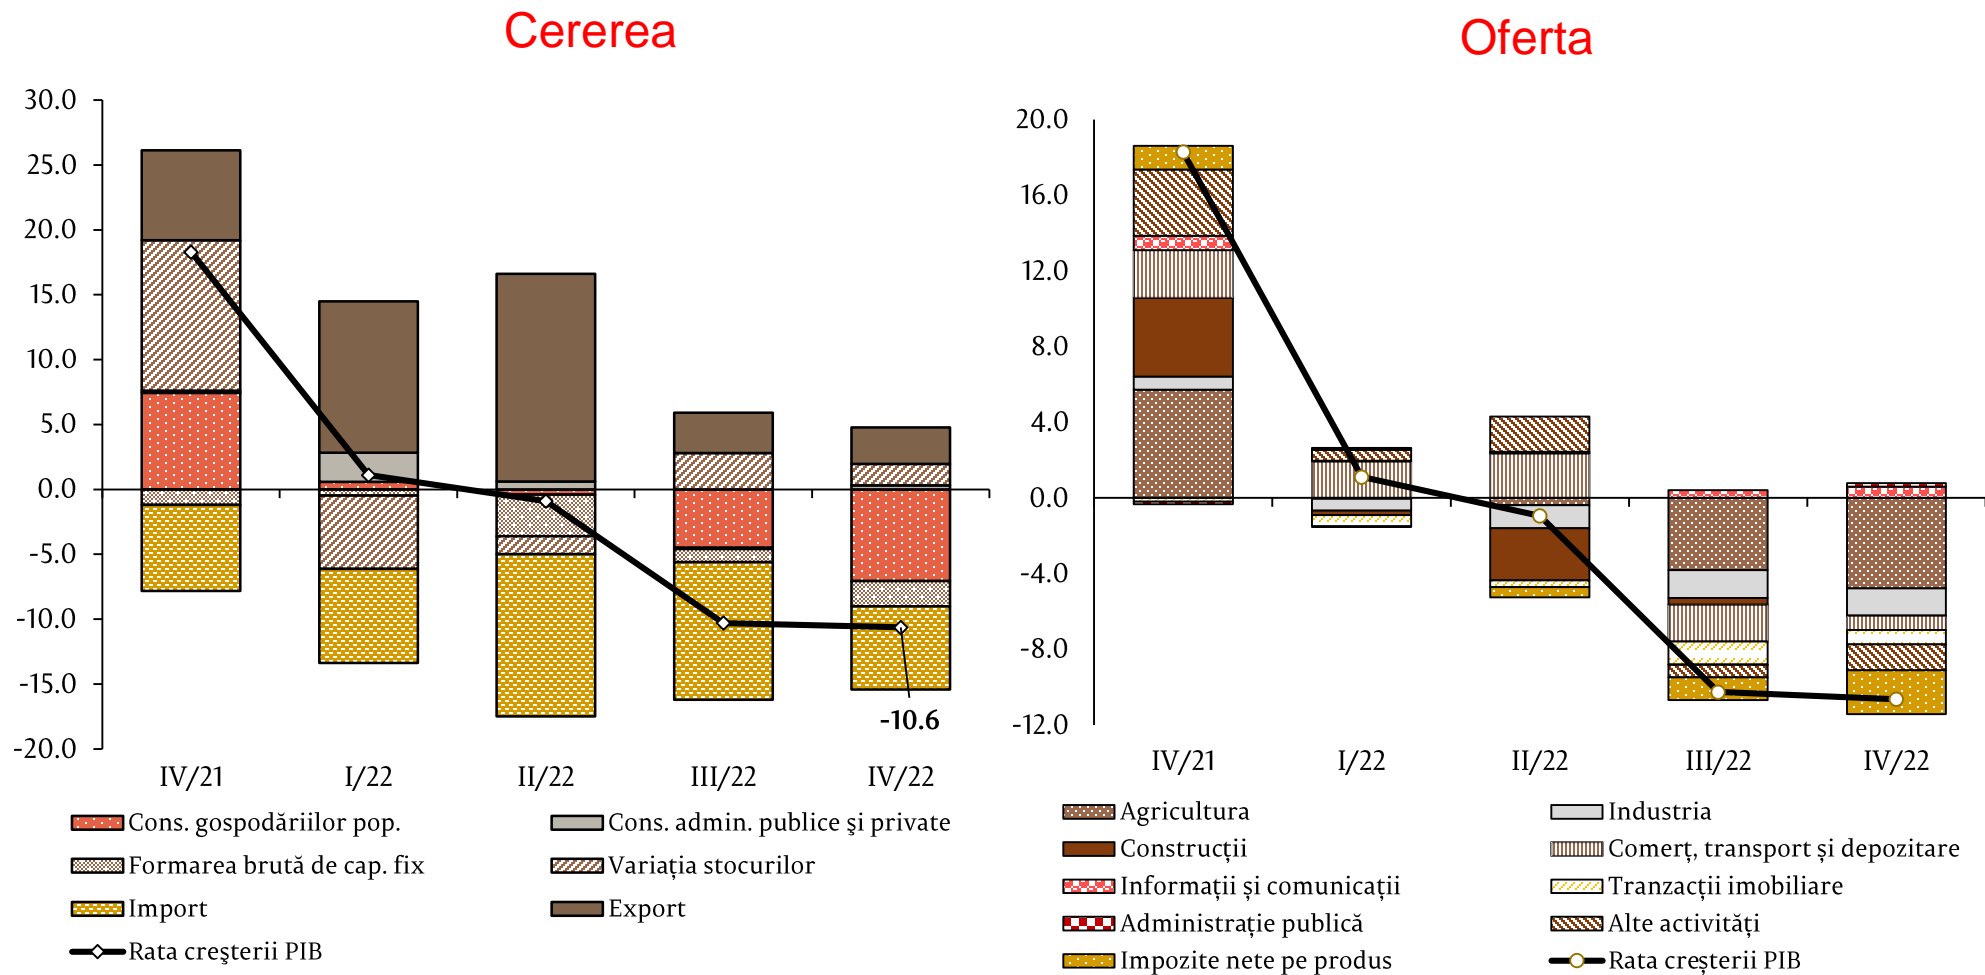 Cererea
30.0
25.0
20.0
15.0
10.0
5.0
0.0
-5.0
-10.0
-15.0
-20.0
-10.6
IV/21 I/22 II/22 III/22 IV/22
Cons. gospodăriilor pop. Cons. admin. publice şi private
Formarea brută de cap. fix Variația stocurilor
Import Export
Rata creşterii PIB
Oferta
20.0
16.0
12.0
8.0
4.0
0.0
-4.0
-8.0
-12.0
IV/21 I/22 II/22 III/22 IV/22
Agricultura Industria
Construcții Comerț, transport și depozitare
Informații și comunicații Tranzacții imobiliare
Administrație publică Alte activități
Impozite nete pe produs Rata creșterii PIB